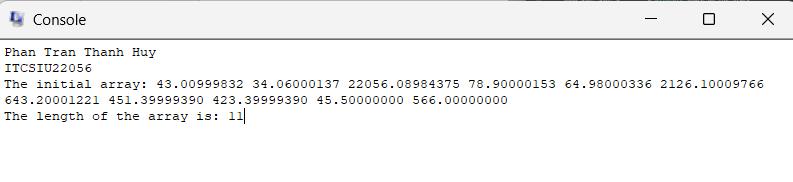 Console
Phan Tran Thanh Huy
ITCSIU22056
The initial array: 43.00999832 34.06000137 22056.08984375 78.90000153 64.98000336 2126.10009766
643.20001221 451.39999390 423.39999390 45.50000000 566.00000000
The length of the array is: 11